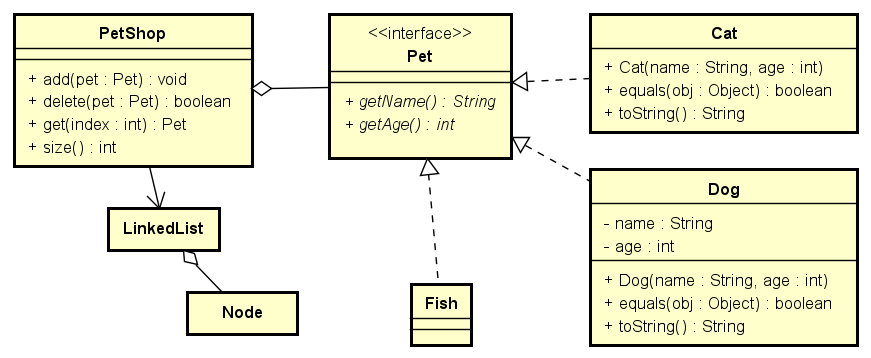 PetShop
+ add(pet : Pet) : void
+ delete(pet : Pet) : boolean
+ get(index : int) : Pet
+ size() : int
<<interface>>
Pet
+ getName() : String
+ getAge() : int
Cat
+ Cat(name : String, age : int)
+ equals(obj : Object) : boolean
+ toString() : String
Dog
- name : String
- age : int
+ Dog(name : String, age : int)
+ equals(obj : Object) : boolean
+ toString() : String
LinkedList
Node
Fish